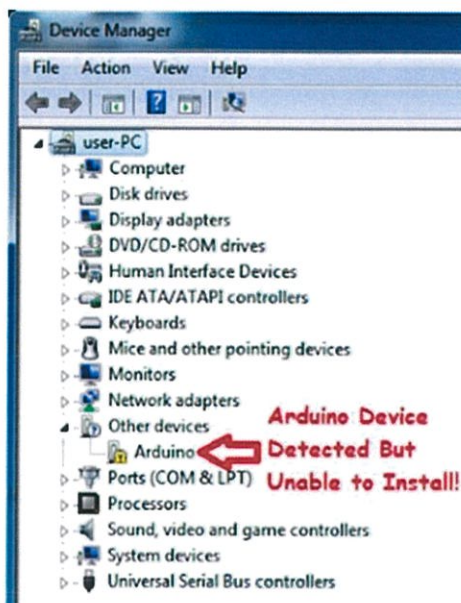 Device Manager
File Action View Help
user-PC
Computer
Disk drives
Display adapters
DVD/CD-ROM drives
Human Interface Devices
IDE ATA/ATAPI controllers
Keyboards
Mice and other pointing devices
Monitors
Network adapters
Other devices
Arduino
Ports (COM & LPT)
Processors
Sound, video and game controllers
System devices
Universal Serial Bus controllers
Arduino Device
Detected But
Unable to Install!